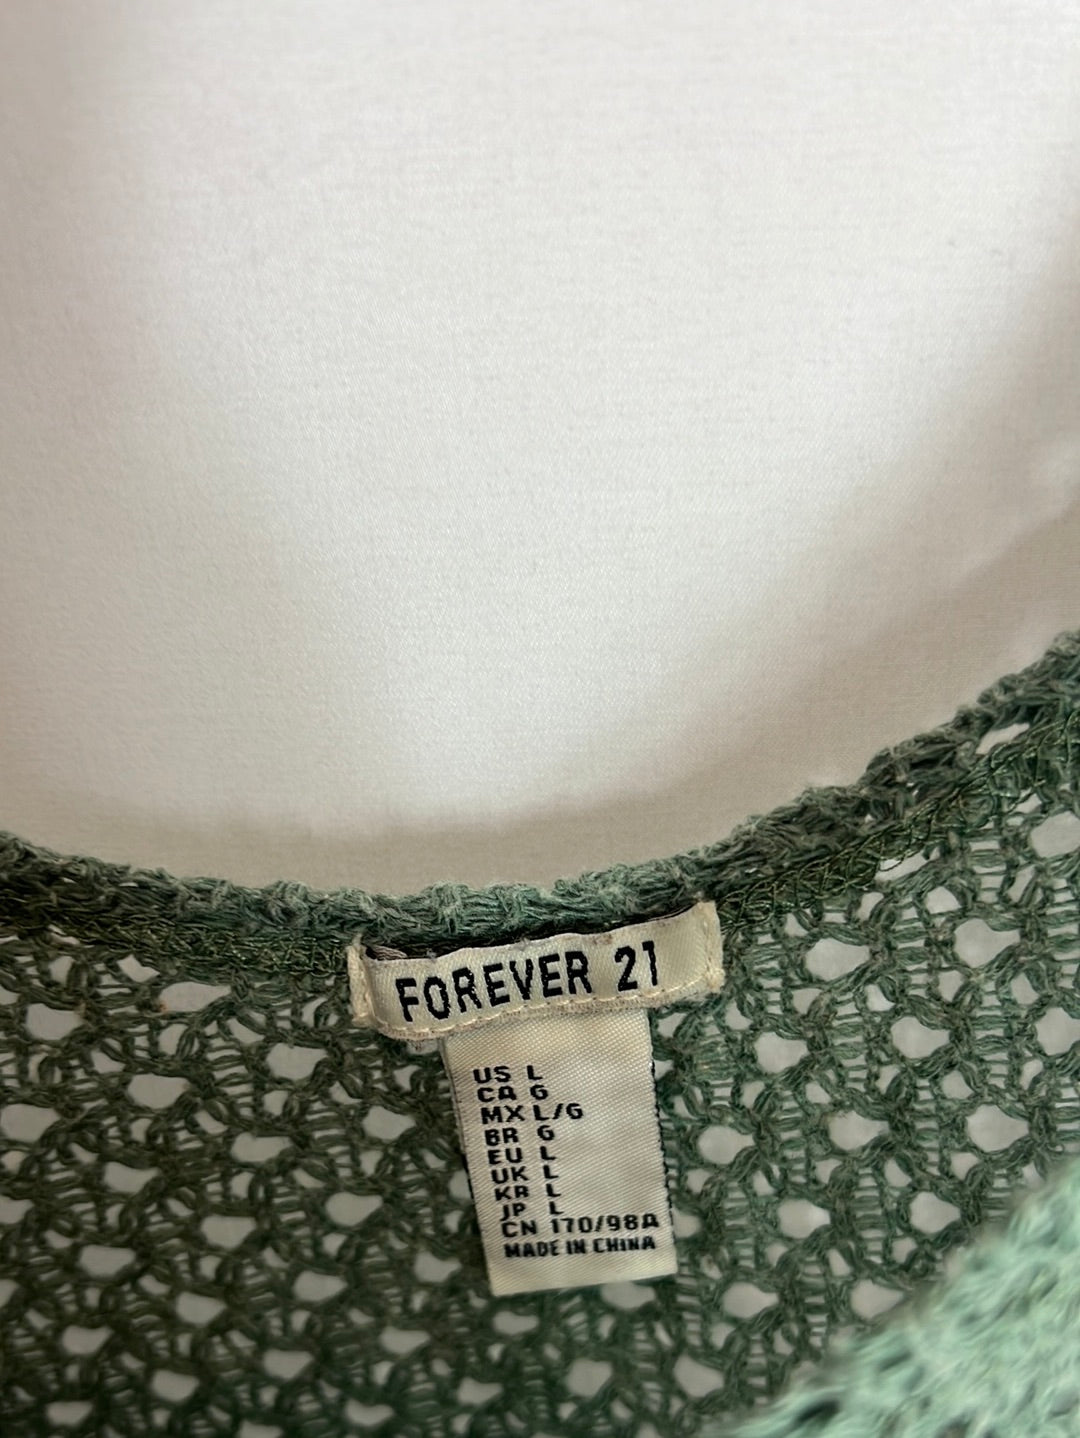 FOREVER 21
US L
CA G
MX L/G
BR G
EU L
UK L
KR L
JP L
CN 170/98A
MADE IN CHINA